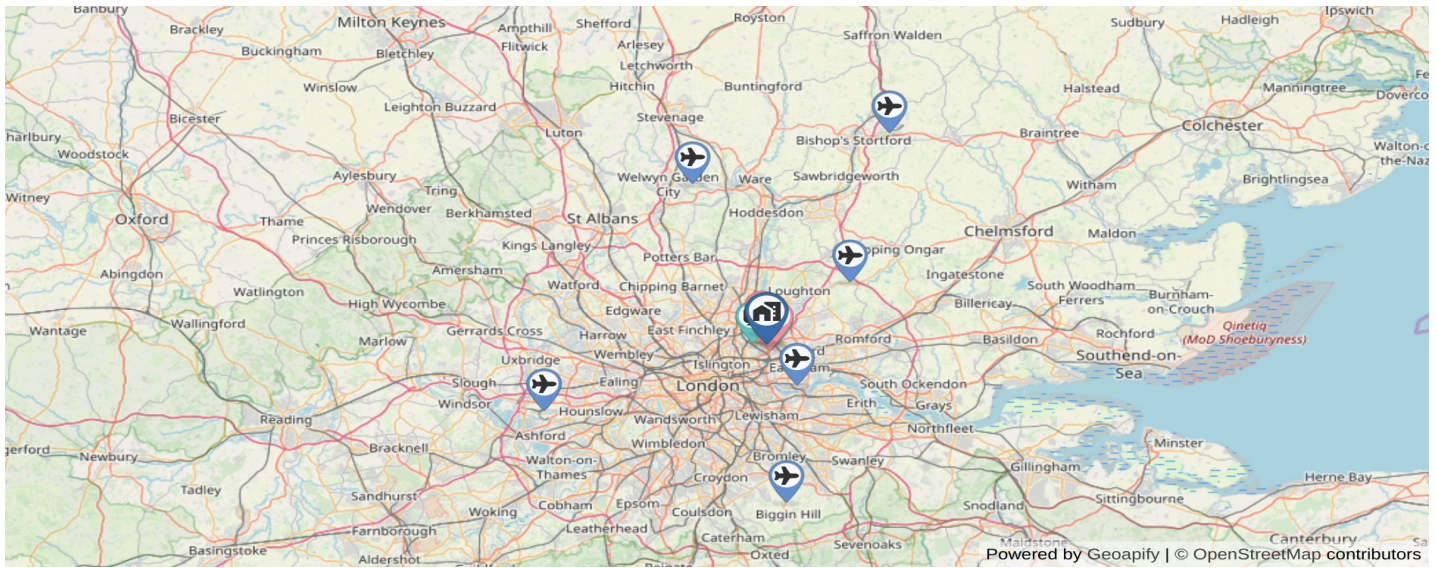 Banbury
Brackley
Milton Keynes
Ampthill
Shefford
Royston
Saffron Walden
Sudbury
Hadleigh
Ipswich
Flitwick
Arlesey
Buckingham
Bletchley
Letchworth
Winslow
Hitchin
Buntingford
Halstead
Manningtree
Leighton Buzzard
Stevenage
Bicester
Luton
Colchester
Bishop's Stortford
Braintree
Woodstock
Walton-
the-Naz
Aylesbury
Tring
Welwyn Garden
City
Ware
Sawbridgeworth
Witham
Brightlingsea
Witney
Wendover
Berkhamsted
St Albans
Hoddesdon
Oxford
Thame
Princes Risborough
Kings Langley
Chelmsford
Maldon
Potters Bar
Abingdon
Amersham
Ingatestone
Watlington
Watford
Chipping Barnet
Loughton
South Woodham
Ferrers
Burnham-
on-Crouch
High Wycombe
Billericay
Wallingford
Edgware
Wantage
Gerrards Cross
Harrow
East Finchley
Romford
Basildon
Rochford
Qinetiq
(MoD Shoeburyness)
Marlow
Wembley
Southend-on-
Sea
Uxbridge
Islington
Slough
Ealing
London
South Ockendon
Windsor
Hounslow
Erith
Grays
Reading
Wandsworth
Lewisham
Northfleet
Ashford
Wimbledon
Minster
Bracknell
Newbury
Walton-on-
Thames
Bromley
Swanley
Gillingham
Herne Bay
Tadley
Sandhurst
Croydon
Sittingbourne
Woking
Cobham
Epsom
Coulsdon
Biggin Hill
Snodland
Farnborough
Leatherhead
Caterham
Sevenoaks
Maidstone
Canterbury
Basingstoke
Aldershot
Oxted
Powered by Geoapify | © OpenStreetMap contributors